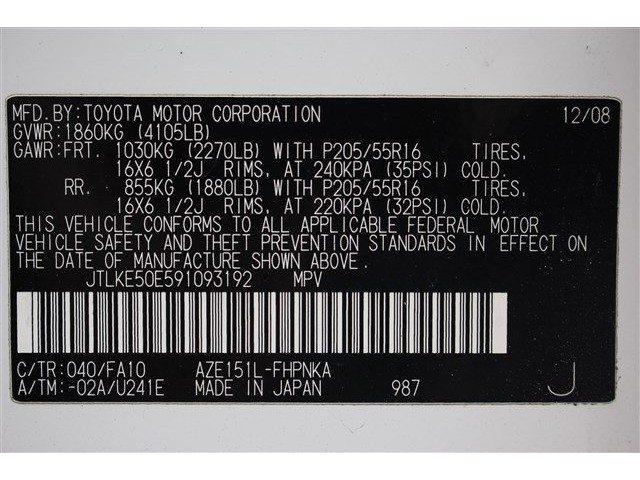 MFD.BY:TOYOTA MOTOR CORPORATION 12/08
GVWR:1860KG (4105LB)
GAWR:FRT. 1030KG (2270LB) WITH P205/55R16 TIRES,
16X6 1/2J RIMS, AT 240KPA (35PSI) COLD.
RR. 855KG (1880LB) WITH P205/55R16 TIRES,
16X6 1/2J RIMS, AT 220KPA (32PSI) COLD.
THIS VEHICLE CONFORMS TO ALL APPLICABLE FEDERAL MOTOR
VEHICLE SAFETY AND THEFT PREVENTION STANDARDS IN EFFECT ON
THE DATE OF MANUFACTURE SHOWN ABOVE.
JTLKE50E591093192 MPV
C/TR:040/FA10 AZE151L-FHPNKA
A/TM:-02A/U241E MADE IN JAPAN 987 J